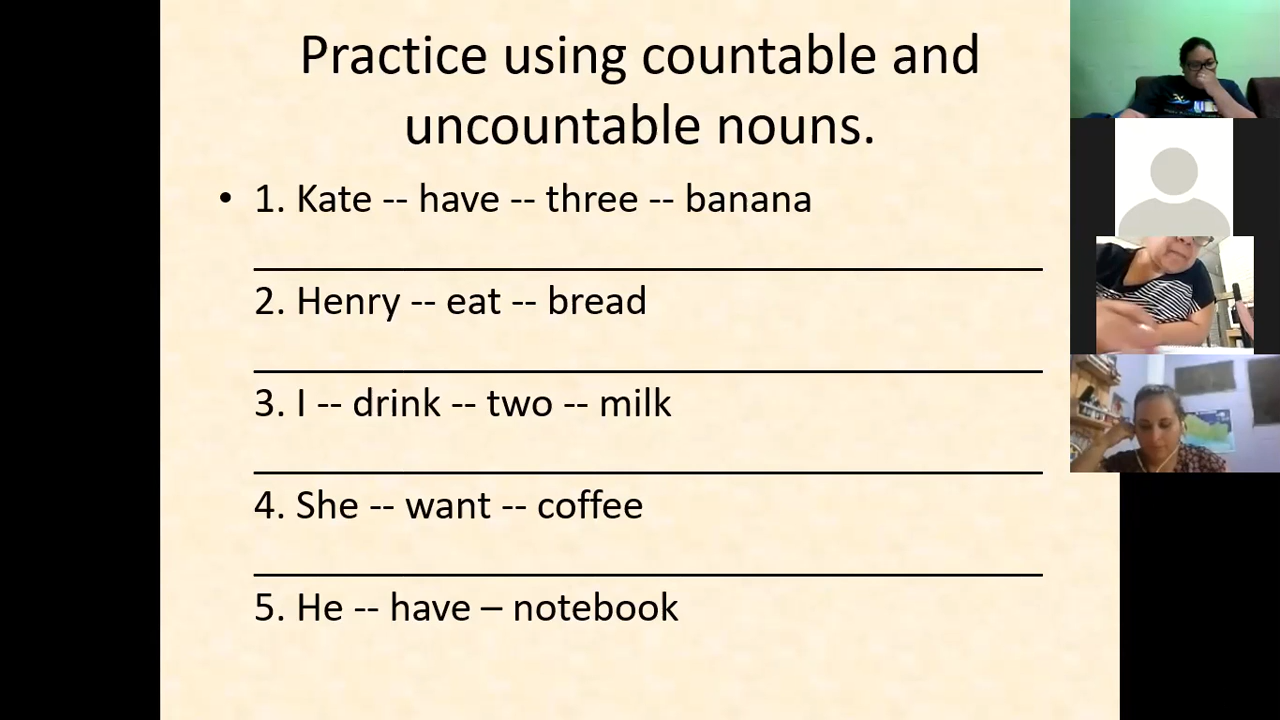 Practice using countable and
uncountable nouns.
• 1. Kate -- have -- three -- banana
2. Henry -- eat -- bread
3. I -- drink -- two -- milk
4. She -- want -- coffee
5. He -- have – notebook